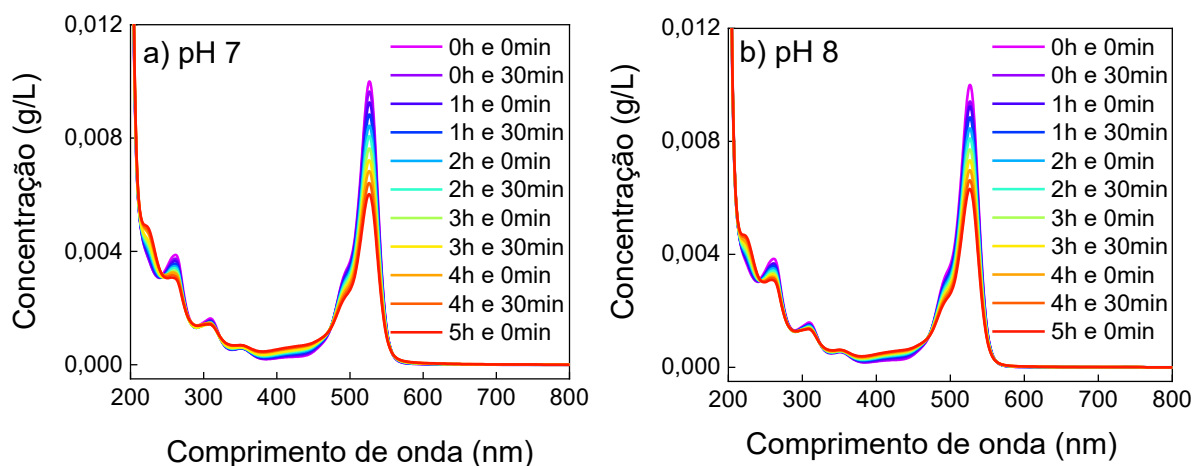 a) pH 7
0,012
0,008
0,004
0,000
Concentração (g/L)
200 300 400 500 600 700 800
Comprimento de onda (nm)
0h e 0min
0h e 30min
1h e 0min
1h e 30min
2h e 0min
2h e 30min
3h e 0min
3h e 30min
4h e 0min
4h e 30min
5h e 0min
b) pH 8
0,012
0,008
0,004
0,000
Concentração (g/L)
200 300 400 500 600 700 800
Comprimento de onda (nm)
0h e 0min
0h e 30min
1h e 0min
1h e 30min
2h e 0min
2h e 30min
3h e 0min
3h e 30min
4h e 0min
4h e 30min
5h e 0min